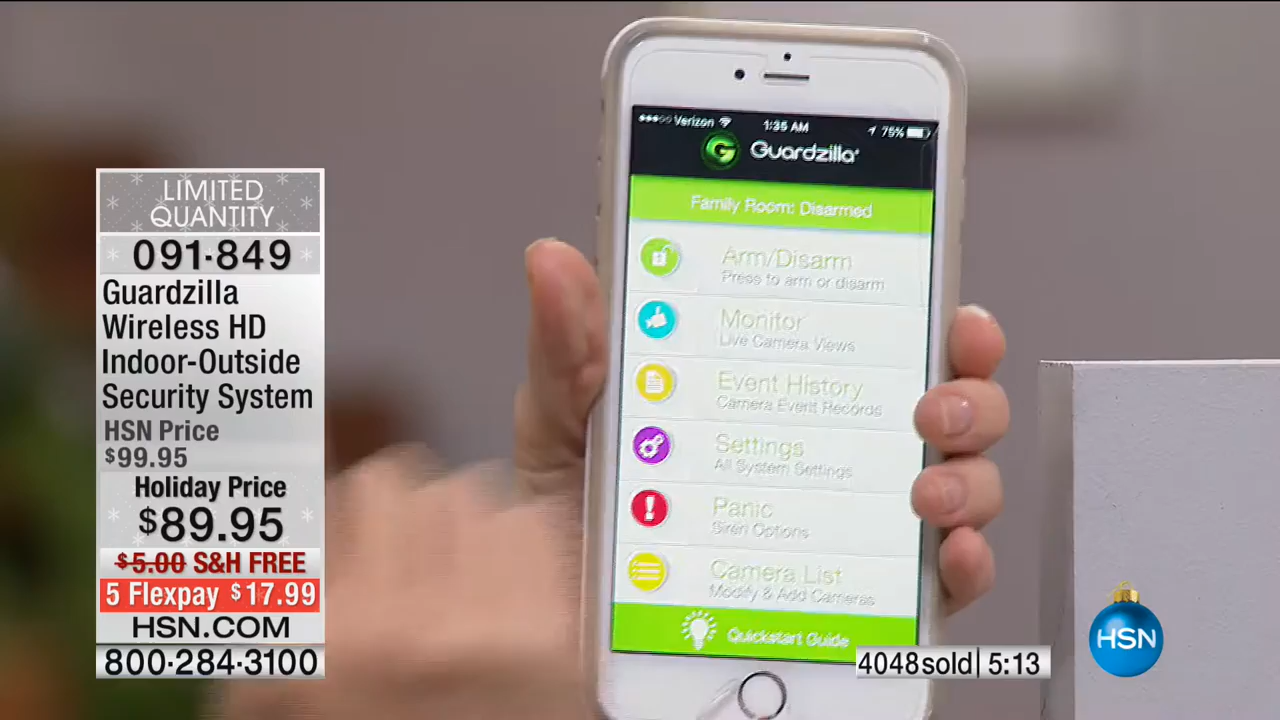 LIMITED
QUANTITY
091-849
Guardzilla
Wireless HD
Indoor-Outside
Security System
HSN Price
$99.95
Holiday Price
$89.95
$5.00 S&H FREE
5 Flexpay $17.99
HSN.COM
800-284-3100
Verizon 1:35 AM 75%
G Guardzilla
Family Room: Disarmed
Arm/Disarm
Press to arm or disarm
Monitor
Live Camera Views
Event History
Camera Event Records
Settings
All System Settings
Panic
Siren Options
Camera List
Modify & Add Cameras
Quickstart Guide
4048sold | 5:13
HSN